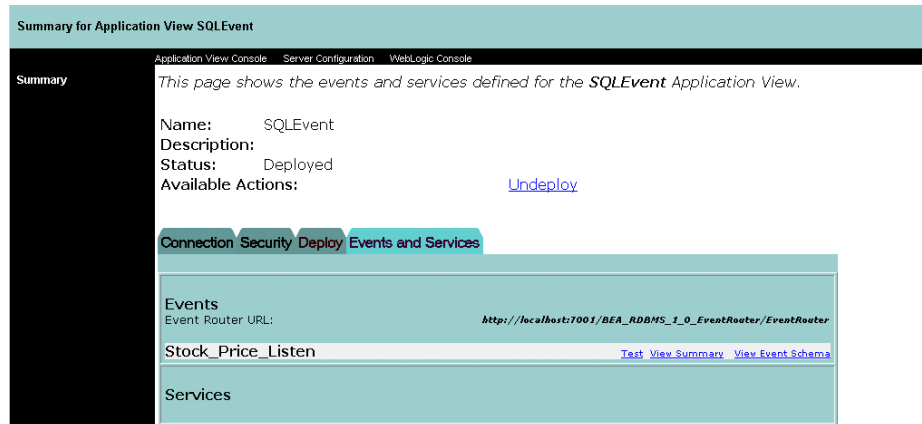 Summary for Application View SQLEvent
Application View Console Server Configuration WebLogic Console
Summary
This page shows the events and services defined for the SQLEvent Application View.
Name: SQLEvent
Description:
Status: Deployed
Available Actions: Undeploy
Connection Security Deploy Events and Services
Events
Event Router URL: http://localhost:7001/BEA_RDBMS_1_0_EventRouter/EventRouter
Stock_Price_Listen Test View Summary View Event Schema
Services